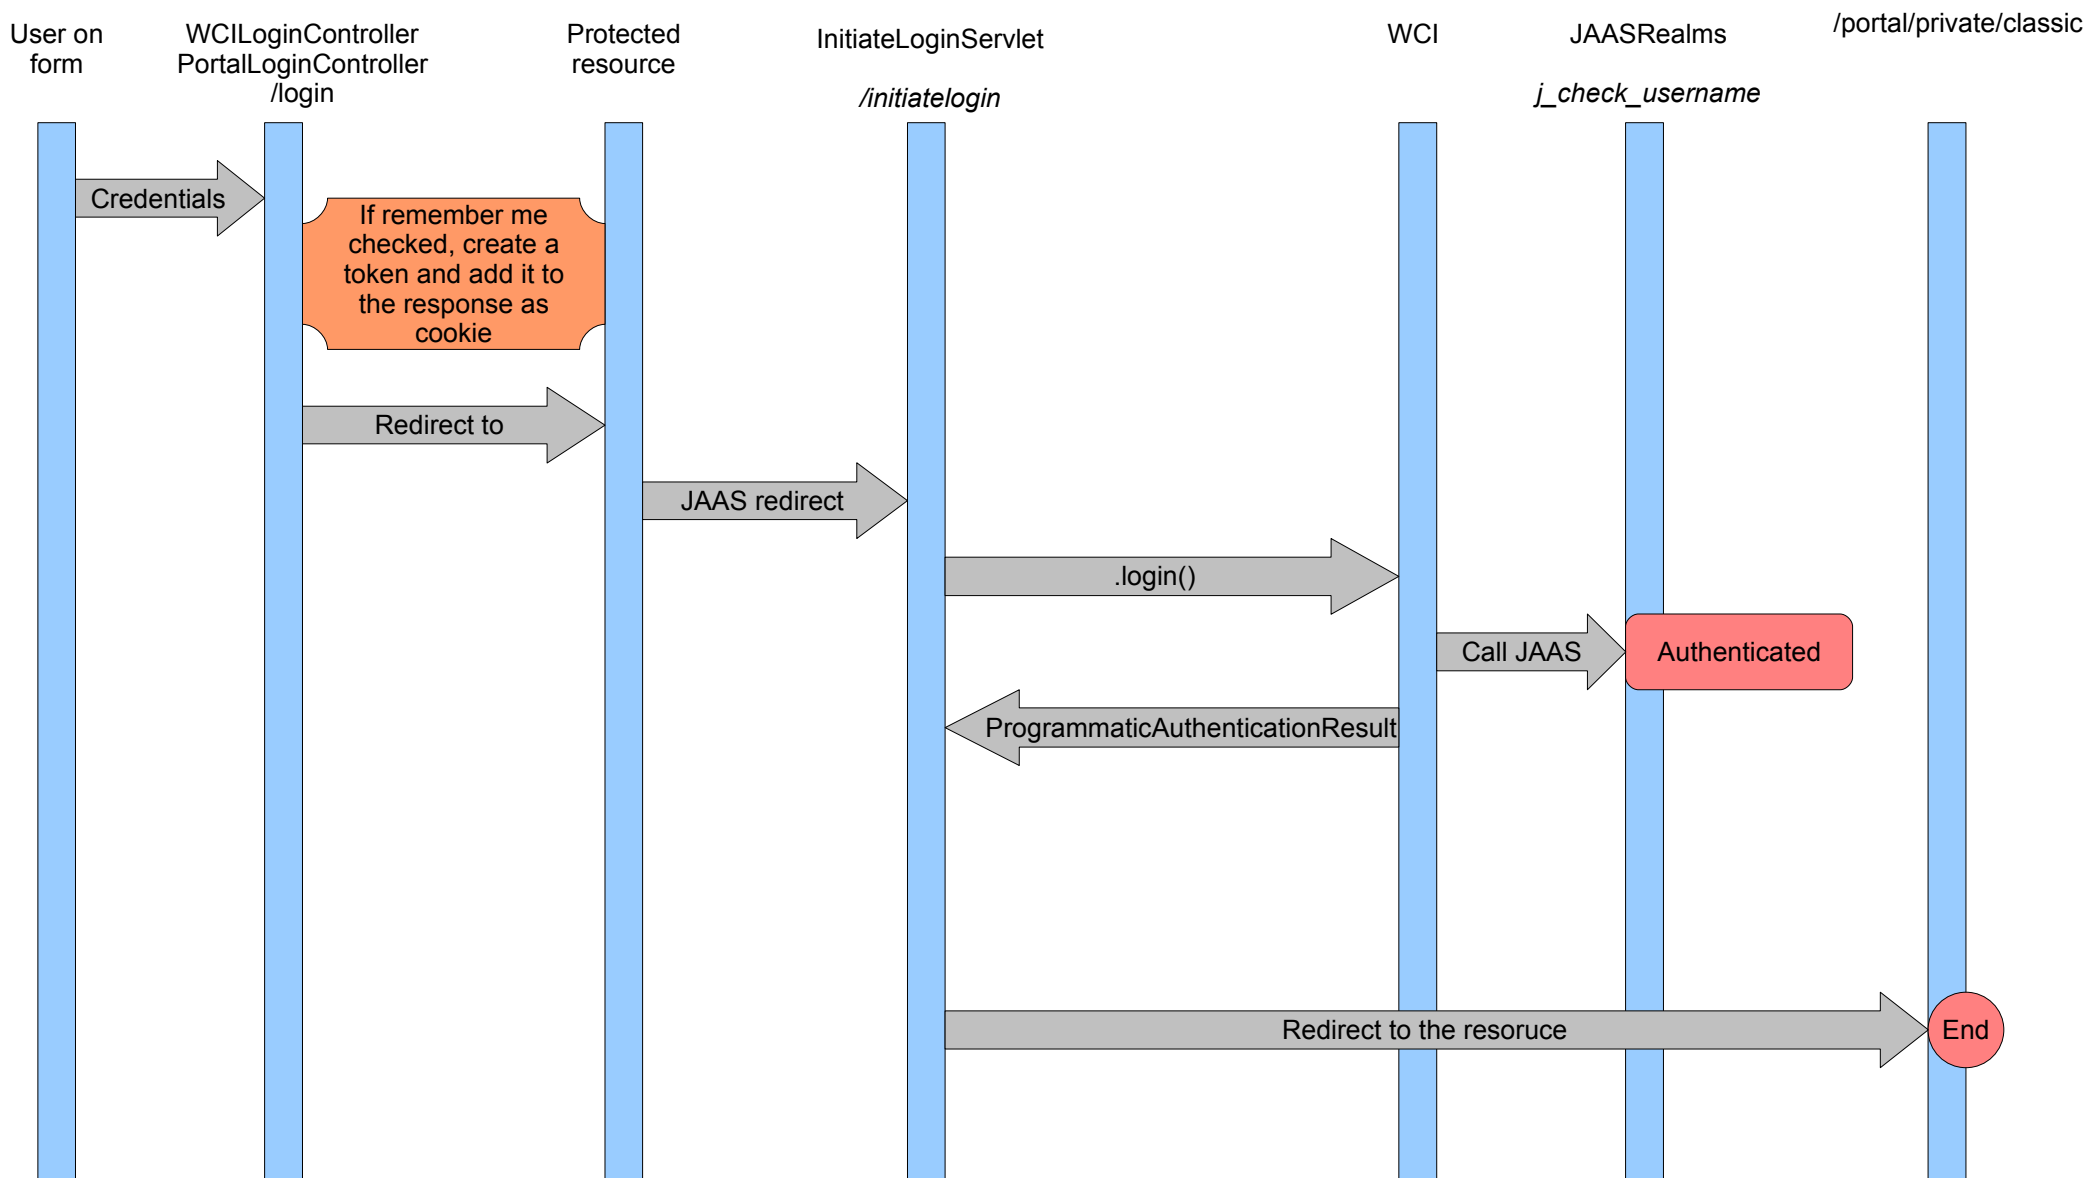 User on
form
WCILoginController
PortalLoginController
/login
Protected
resource
InitiateLoginServlet
/initiatelogin
WCI
JAASRealms
j_check_username
/portal/private/classic
Credentials
If remember me
checked, create a
token and add it to
the response as
cookie
Redirect to
JAAS redirect
.login()
Call JAAS
Authenticated
ProgrammaticAuthenticationResult
Redirect to the resoruce
End